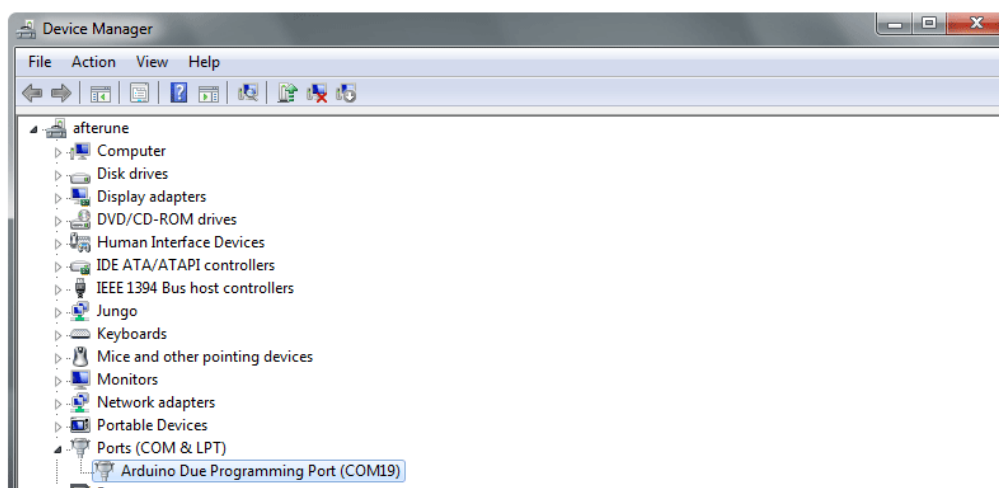 Device Manager
File Action View Help
afterune
Computer
Disk drives
Display adapters
DVD/CD-ROM drives
Human Interface Devices
IDE ATA/ATAPI controllers
IEEE 1394 Bus host controllers
Jungo
Keyboards
Mice and other pointing devices
Monitors
Network adapters
Portable Devices
Ports (COM & LPT)
Arduino Due Programming Port (COM19)